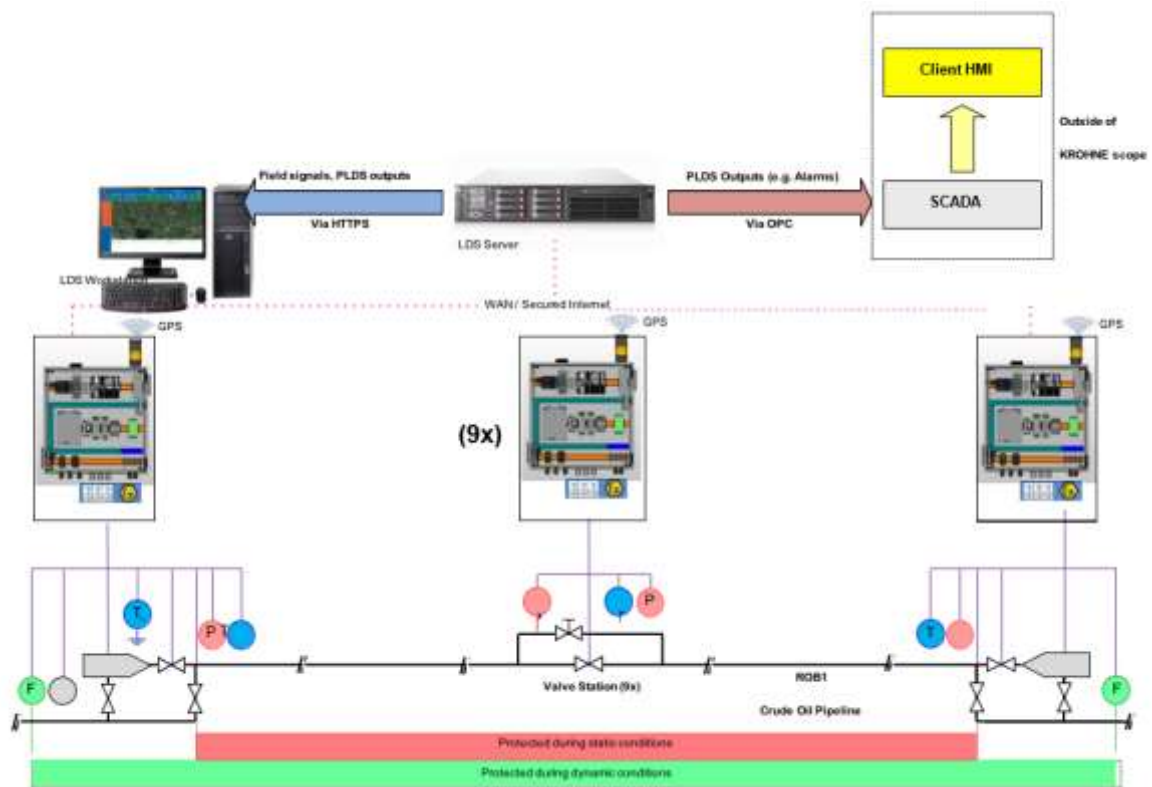 Client HMI
Outside of
KROHNE scope
SCADA
Field signals, PLDS outputs
Via HTTPS
PLDS Outputs (e.g. Alarms)
Via OPC
LDS Server
LDS Workstation
WAN / Secured Internet
GPS
GPS
GPS
(9x)
T
P
T
P
T
F
F
Valve Station (9x)
ROB1
Crude Oil Pipeline
Protected during static conditions
Protected during dynamic conditions